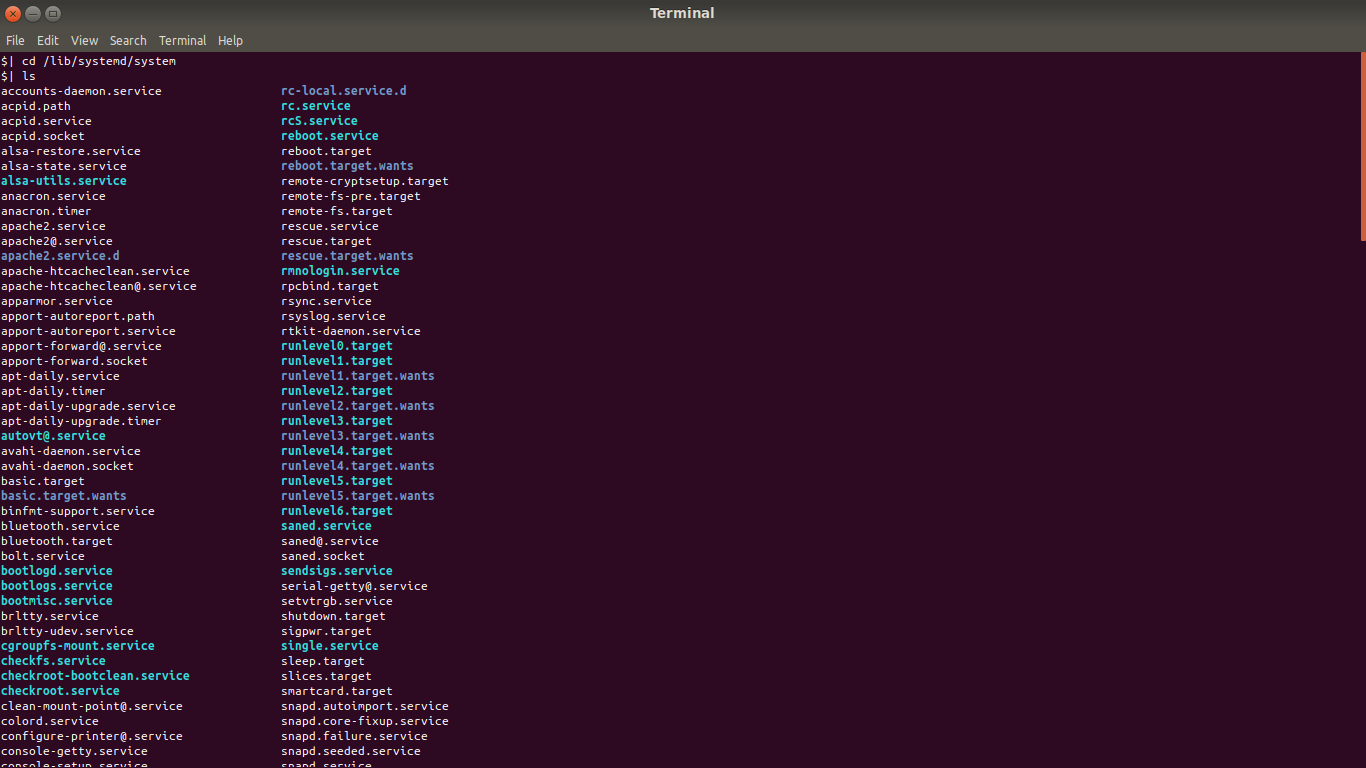 Terminal
File Edit View Search Terminal Help
$| cd /lib/systemd/system
$| ls
accounts-daemon.service rc-local.service.d
acpid.path rc.service
acpid.service rcS.service
acpid.socket reboot.service
alsa-restore.service reboot.target
alsa-state.service reboot.target.wants
alsa-utils.service remote-cryptsetup.target
anacron.service remote-fs-pre.target
anacron.timer remote-fs.target
apache2.service rescue.service
apache2@.service rescue.target
apache2.service.d rescue.target.wants
apache-htcacheclean.service rmnologin.service
apache-htcacheclean@.service rpcbind.target
apparmor.service rsync.service
apport-autoreport.path rsyslog.service
apport-autoreport.service rtkit-daemon.service
apport-forward@.service runlevel0.target
apport-forward.socket runlevel1.target
apt-daily.service runlevel1.target.wants
apt-daily.timer runlevel2.target
apt-daily-upgrade.service runlevel2.target.wants
apt-daily-upgrade.timer runlevel3.target
autovt@.service runlevel3.target.wants
avahi-daemon.service runlevel4.target
avahi-daemon.socket runlevel4.target.wants
basic.target runlevel5.target
basic.target.wants runlevel5.target.wants
binfmt-support.service runlevel6.target
bluetooth.service saned.service
bluetooth.target saned@.service
bolt.service saned.socket
bootlogd.service sendsigs.service
bootlogs.service serial-getty@.service
bootmisc.service setvtrgb.service
brltty.service shutdown.target
brltty-udev.service sigpwr.target
cgroupfs-mount.service single.service
checkfs.service sleep.target
checkroot-bootclean.service slices.target
checkroot.service smartcard.target
clean-mount-point@.service snapd.autoimport.service
colord.service snapd.core-fixup.service
configure-printer@.service snapd.failure.service
console-getty.service snapd.seeded.service
console-setup.service snapd.service